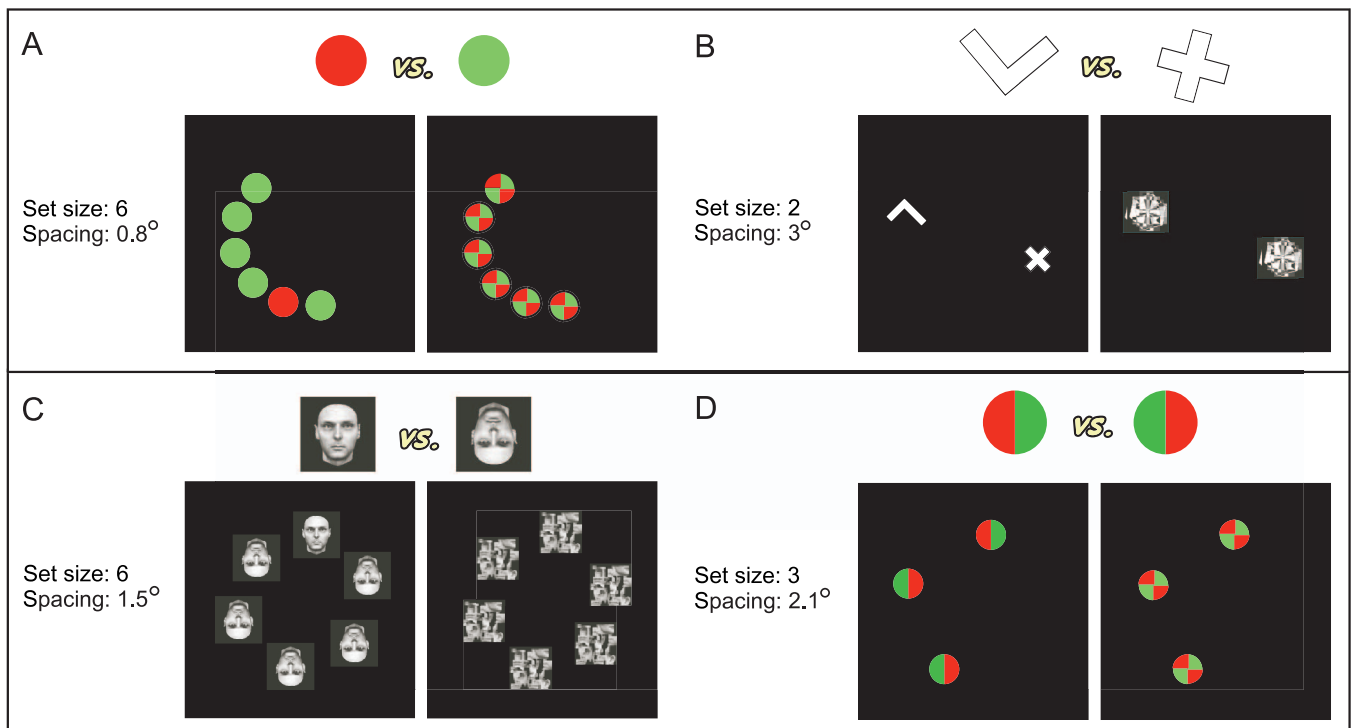 A
vs.
Set size: 6
Spacing: 0.8°
B
vs.
Set size: 2
Spacing: 3°
C
vs.
Set size: 6
Spacing: 1.5°
D
vs.
Set size: 3
Spacing: 2.1°